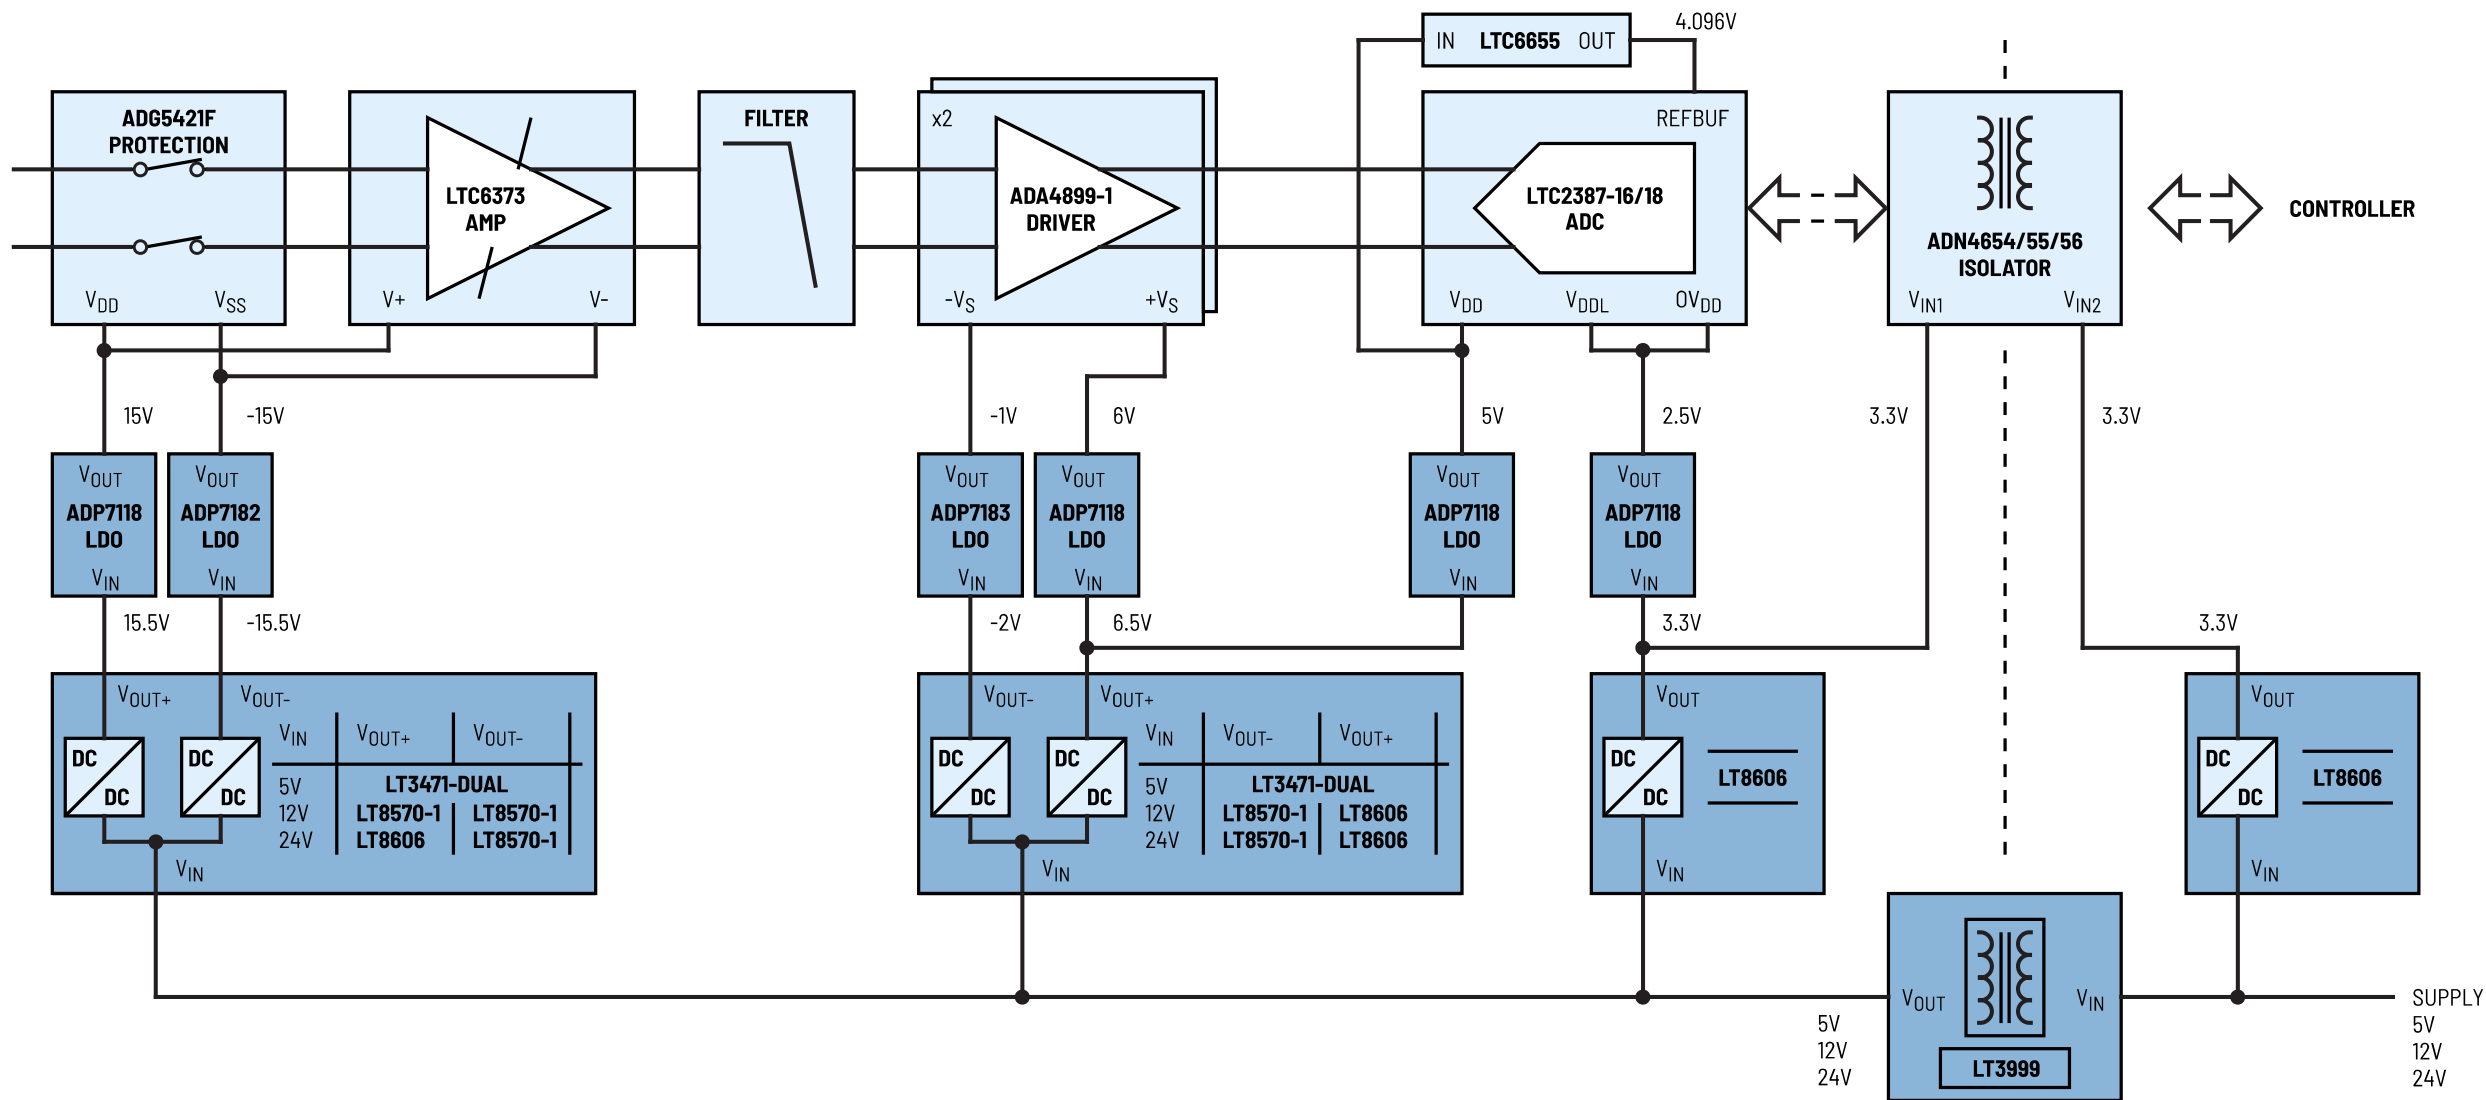 IN LTC6655 OUT
4.096V
ADG5421F
PROTECTION
VDD
VSS
LTC6373
AMP
V+
V-
FILTER
x2
ADA4899-1
DRIVER
-VS
+VS
REFBUF
LTC2387-16/18
ADC
VDD
VDDL
OVDD
ADN4654/55/56
ISOLATOR
VIN1
VIN2
CONTROLLER
15V
-15V
-1V
6V
5V
2.5V
3.3V
3.3V
VOUT
ADP7118
LDO
VIN
VOUT
ADP7182
LDO
VIN
VOUT
ADP7183
LDO
VIN
VOUT
ADP7118
LDO
VIN
VOUT
ADP7118
LDO
VIN
VOUT
ADP7118
LDO
VIN
15.5V
-15.5V
-2V
6.5V
3.3V
3.3V
VOUT+
VOUT-
DC
DC
DC
DC
VIN VOUT+ VOUT-
5V LT3471-DUAL
12V LT8570-1 LT8570-1
24V LT8606 LT8570-1
VIN
VOUT-
VOUT+
DC
DC
DC
DC
VIN VOUT- VOUT+
5V LT3471-DUAL
12V LT8570-1 LT8606
24V LT8570-1 LT8606
VIN
VOUT
DC
DC
LT8606
VIN
VOUT
DC
DC
LT8606
VIN
VOUT
VIN
LT3999
5V
12V
24V
SUPPLY
5V
12V
24V